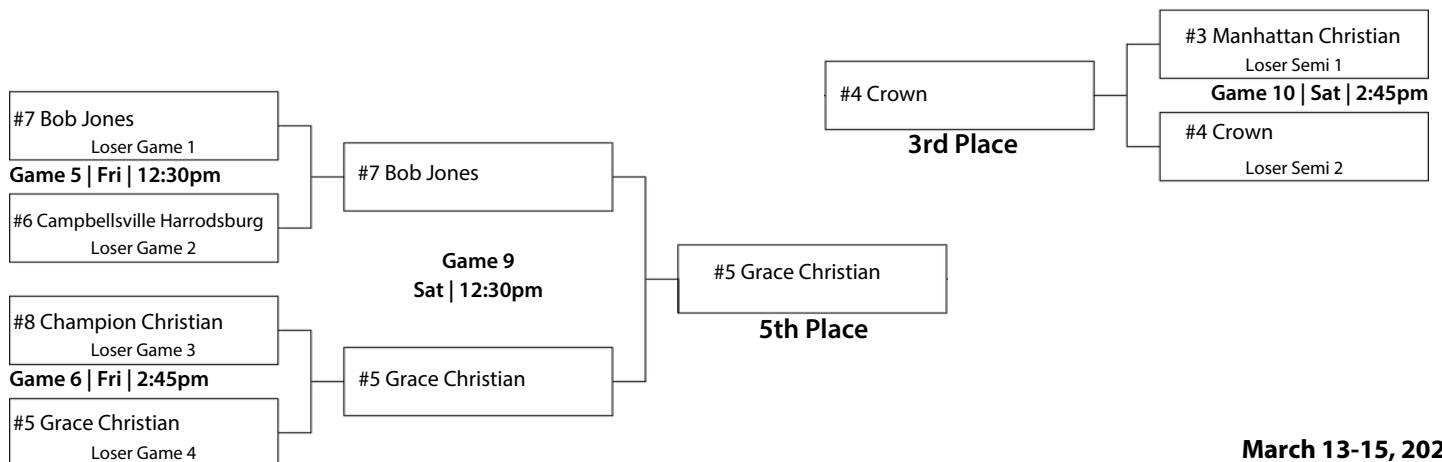 #7 Bob Jones
Loser Game 1
Game 5 | Fri | 12:30pm
#6 Campbellsville Harrodsburg
Loser Game 2
#8 Champion Christian
Loser Game 3
Game 6 | Fri | 2:45pm
#5 Grace Christian
Loser Game 4
#7 Bob Jones
Game 9
Sat | 12:30pm
#5 Grace Christian
#5 Grace Christian
5th Place
#4 Crown
3rd Place
#3 Manhattan Christian
Loser Semi 1
Game 10 | Sat | 2:45pm
#4 Crown
Loser Semi 2
March 13-15, 202